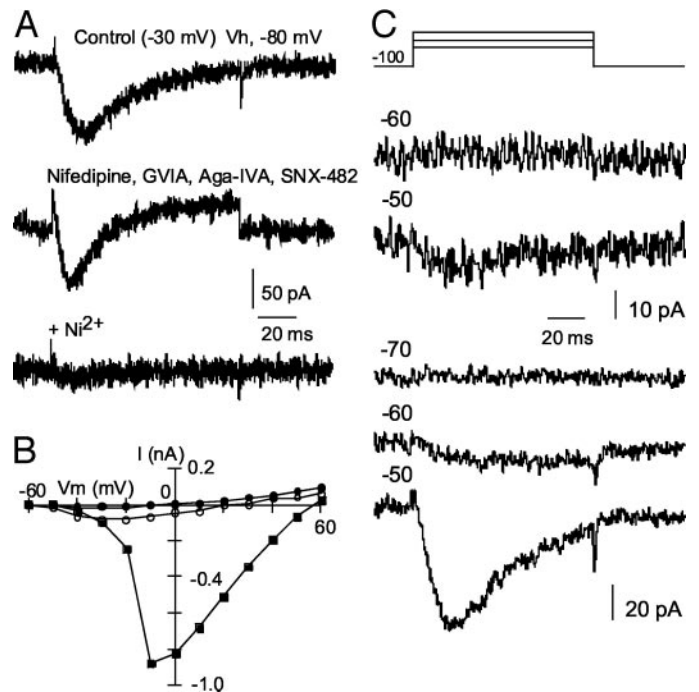 A
Control (-30 mV) Vh, -80 mV
Nifedipine, GVIA, Aga-IVA, SNX-482
50 pA
20 ms
+ Ni2+
B
I (nA)
0.2
-60 Vm (mV) 0
60
-0.4
-1.0
C
-100
-60
-50
10 pA
20 ms
-70
-60
-50
20 pA